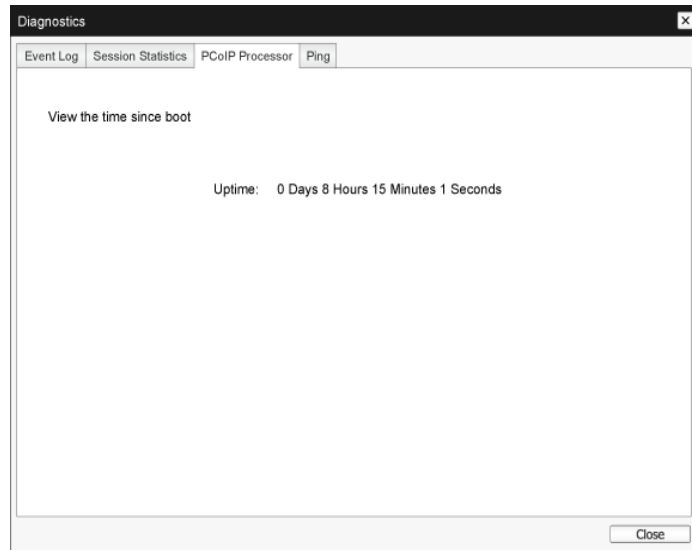 Diagnostics
Event Log Session Statistics PCoIP Processor Ping
View the time since boot
Uptime: 0 Days 8 Hours 15 Minutes 1 Seconds
Close